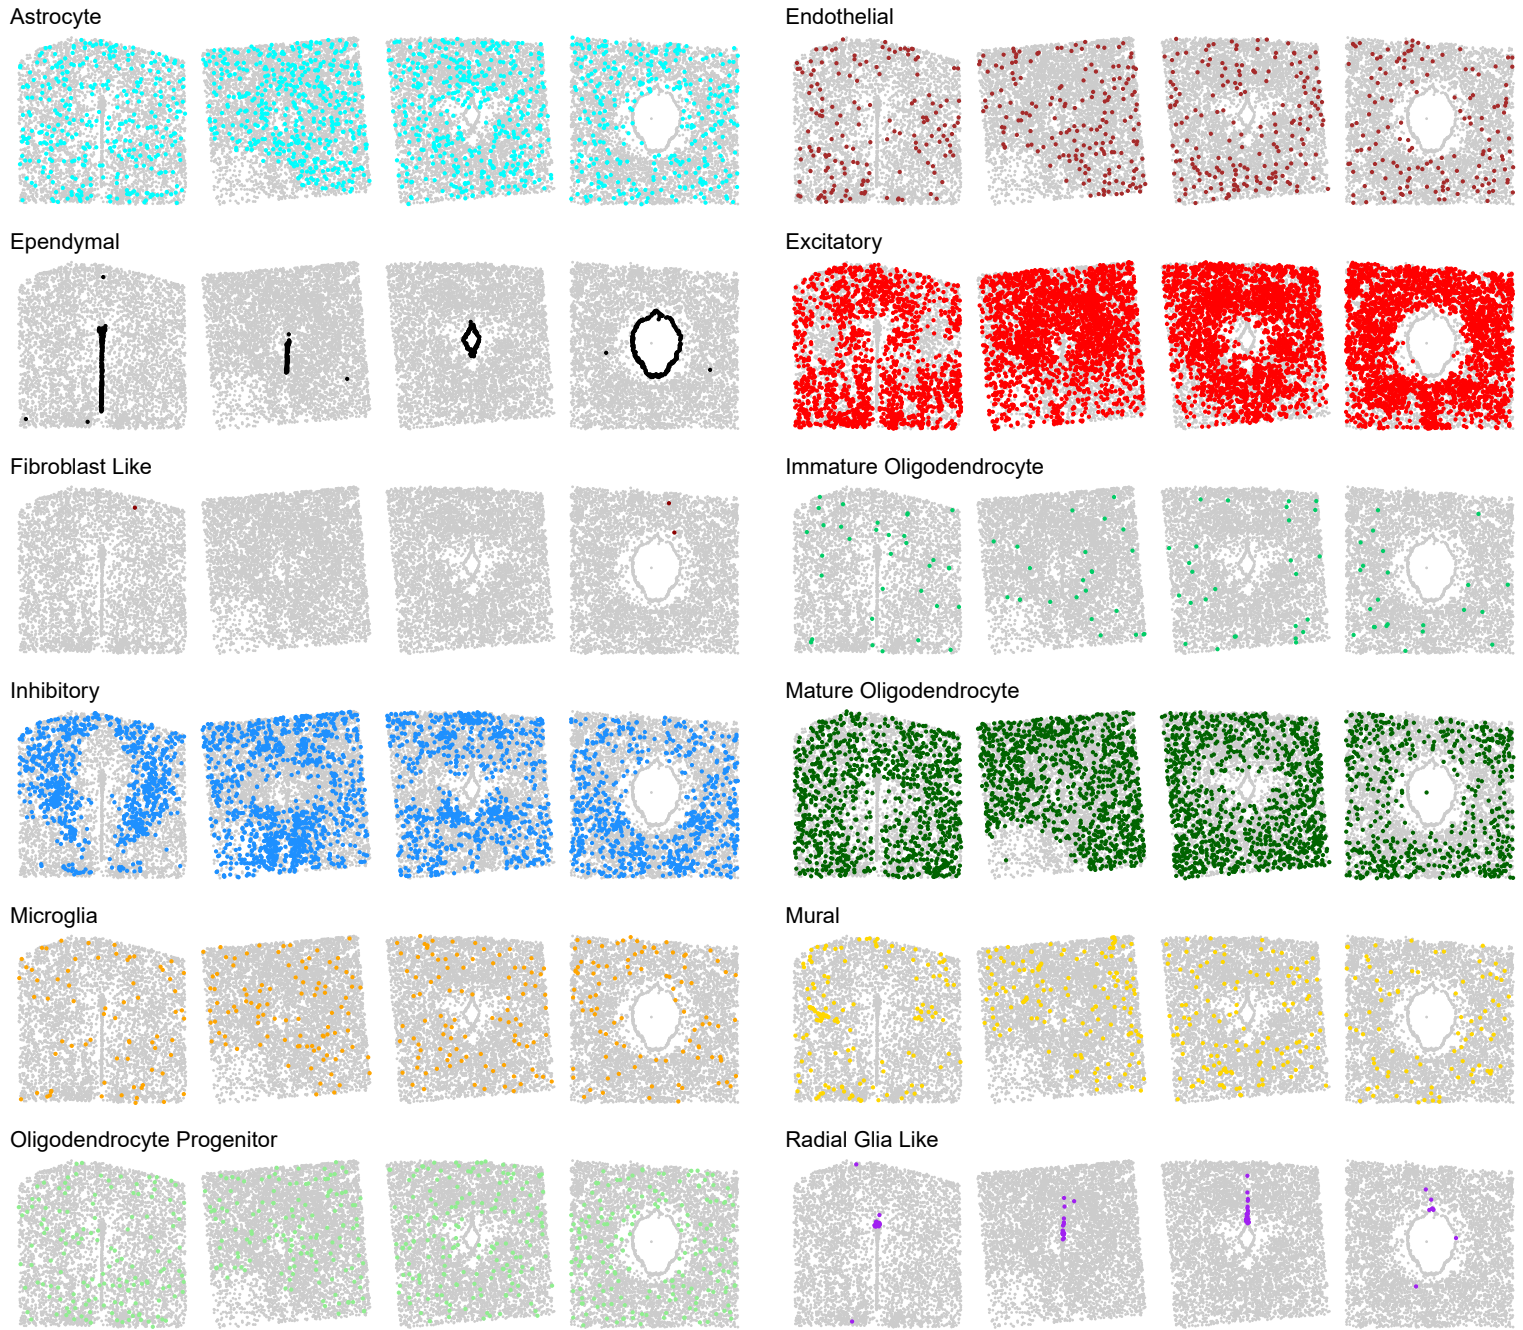 Astrocyte
Endothelial
Ependymal
Excitatory
Fibroblast Like
Immature Oligodendrocyte
Inhibitory
Mature Oligodendrocyte
Microglia
Mural
Oligodendrocyte Progenitor
Radial Glia Like